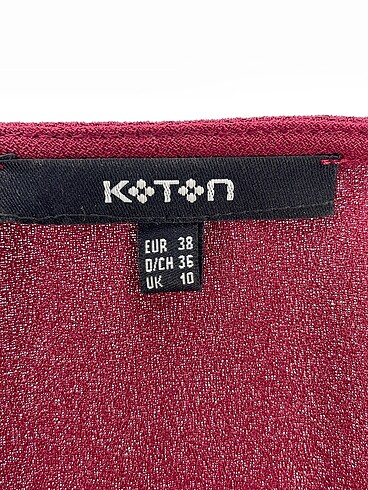 KOTON
EUR 38
D/CH 36
UK 10